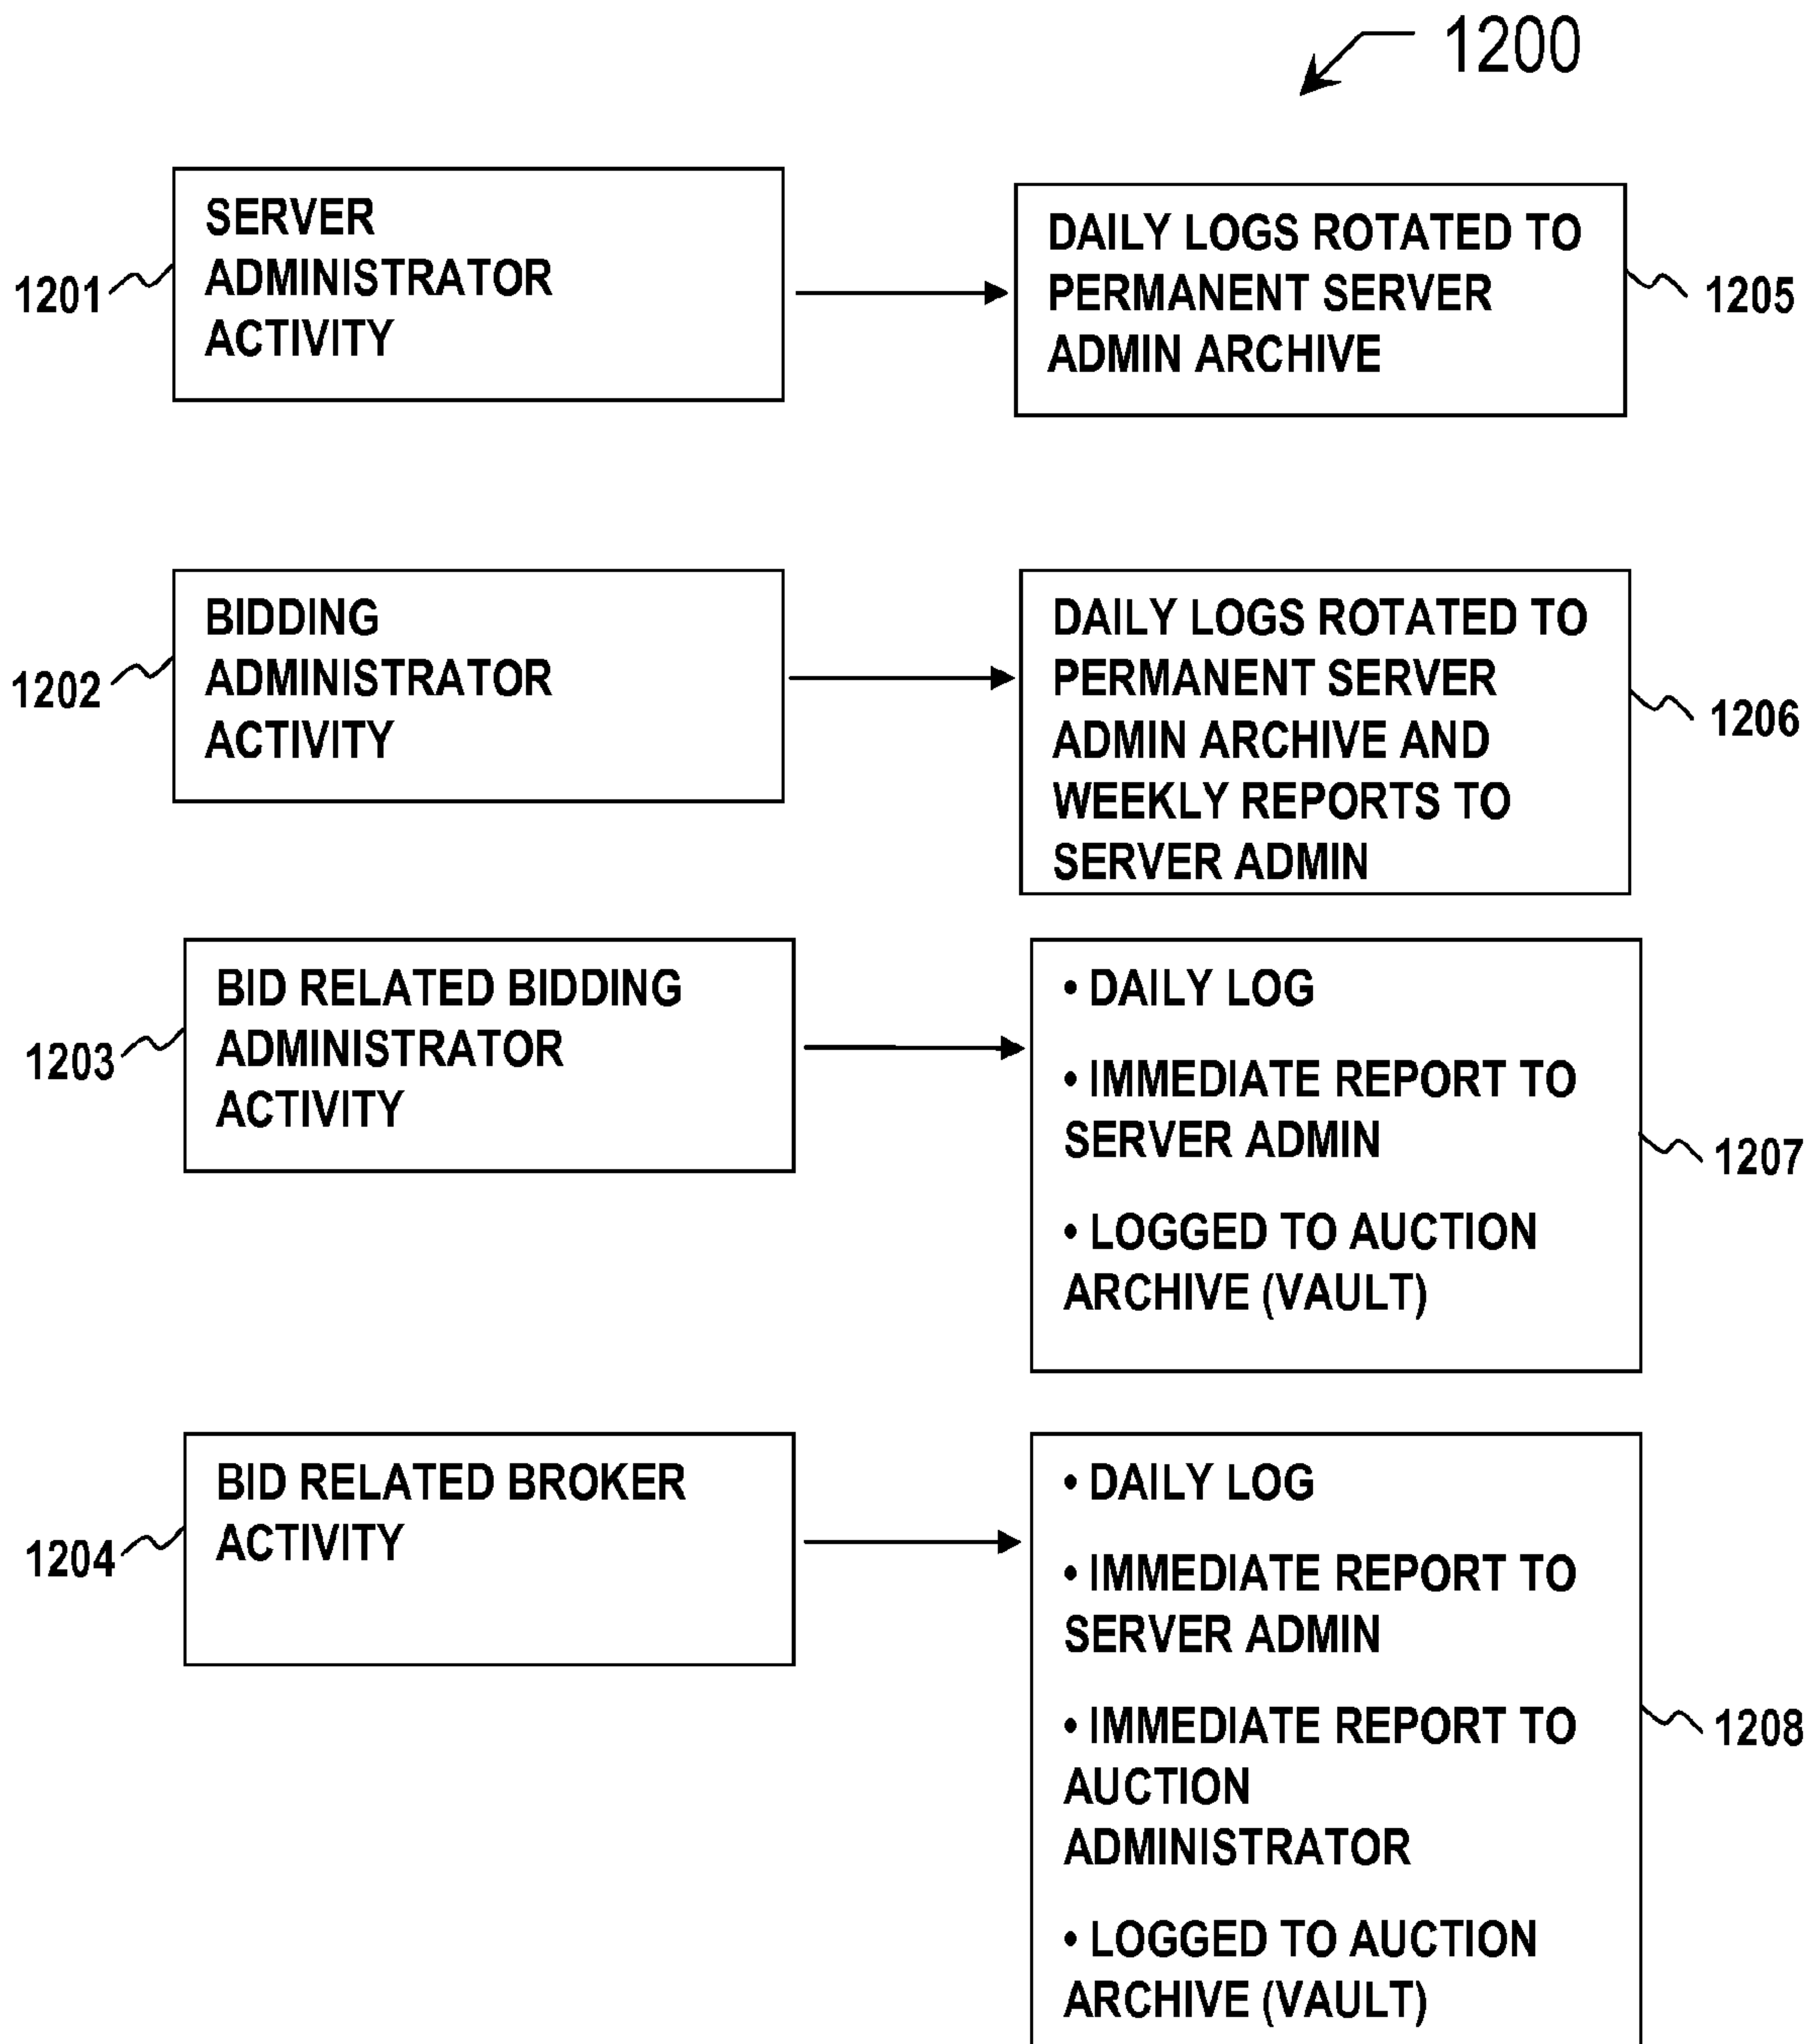 1200
SERVER
ADMINISTRATOR
ACTIVITY
1201
DAILY LOGS ROTATED TO
PERMANENT SERVER
ADMIN ARCHIVE
1205
BIDDING
ADMINISTRATOR
ACTIVITY
1202
DAILY LOGS ROTATED TO
PERMANENT SERVER
ADMIN ARCHIVE AND
WEEKLY REPORTS TO
SERVER ADMIN
1206
BID RELATED BIDDING
ADMINISTRATOR
ACTIVITY
1203
• DAILY LOG
• IMMEDIATE REPORT TO
SERVER ADMIN
• LOGGED TO AUCTION
ARCHIVE (VAULT)
1207
BID RELATED BROKER
ACTIVITY
1204
• DAILY LOG
• IMMEDIATE REPORT TO
SERVER ADMIN
• IMMEDIATE REPORT TO
AUCTION
ADMINISTRATOR
• LOGGED TO AUCTION
ARCHIVE (VAULT)
1208